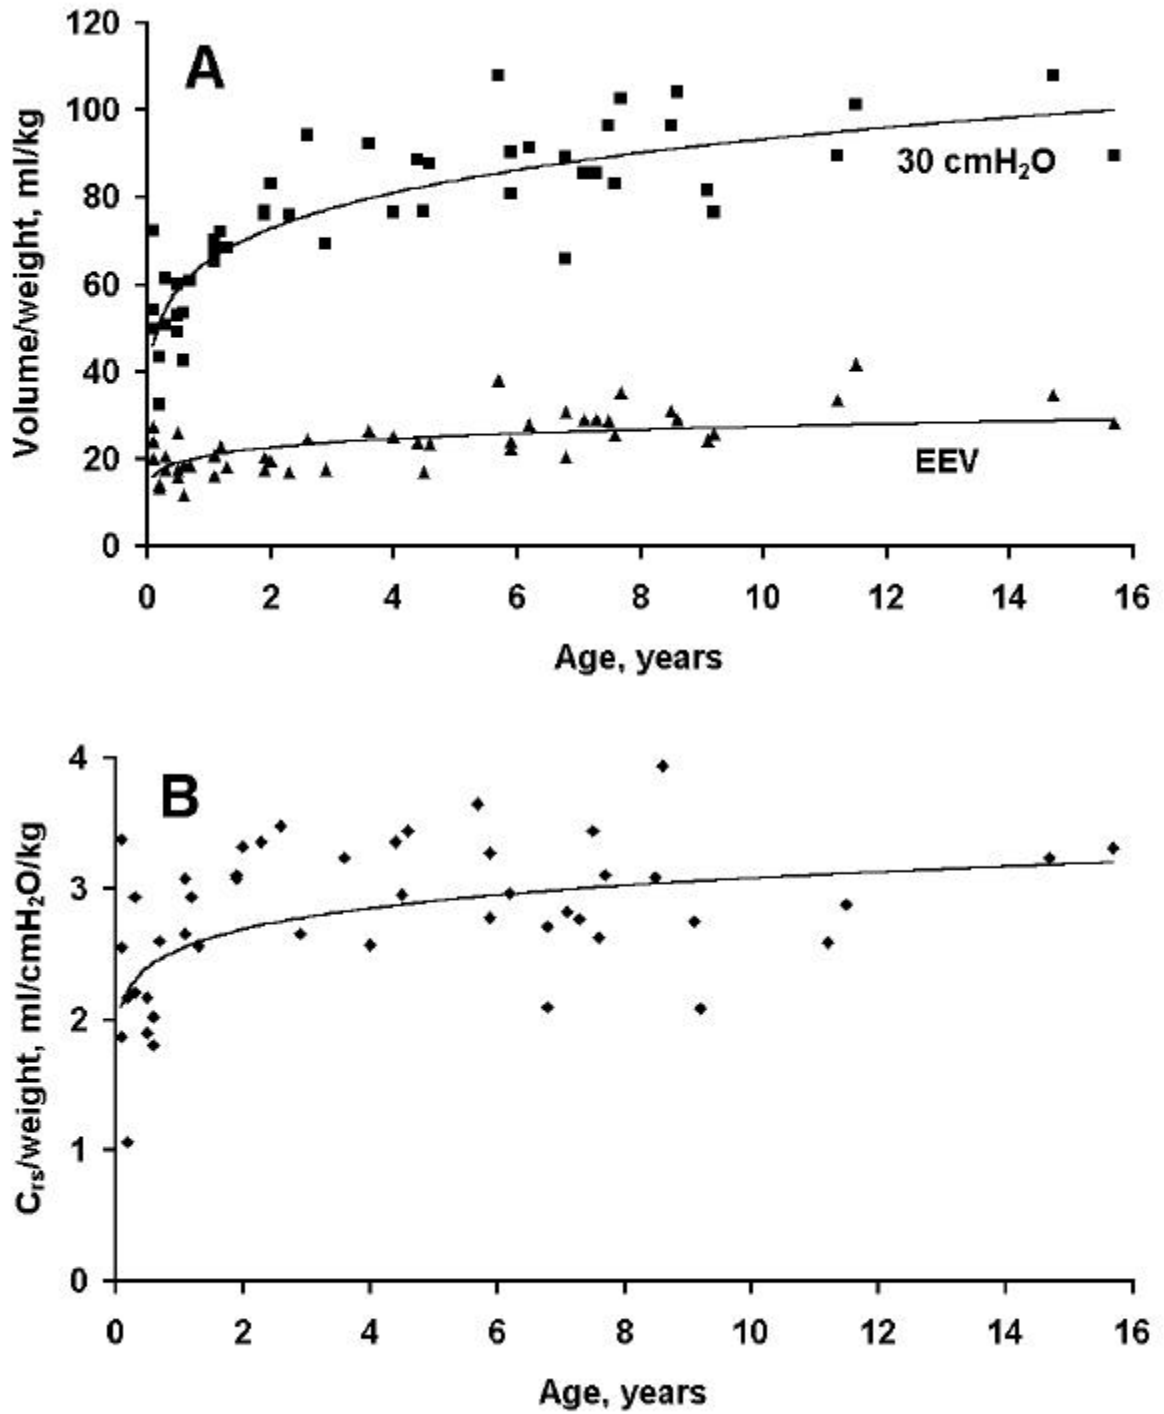 120
A
100
30 cmH₂O
80
60
40
20
EEV
0
0 2 4 6 8 10 12 14 16
Volume/weight, ml/kg
Age, years
4
B
3
2
1
0
0 2 4 6 8 10 12 14 16
Cᵣₛ/weight, ml/cmH₂O/kg
Age, years